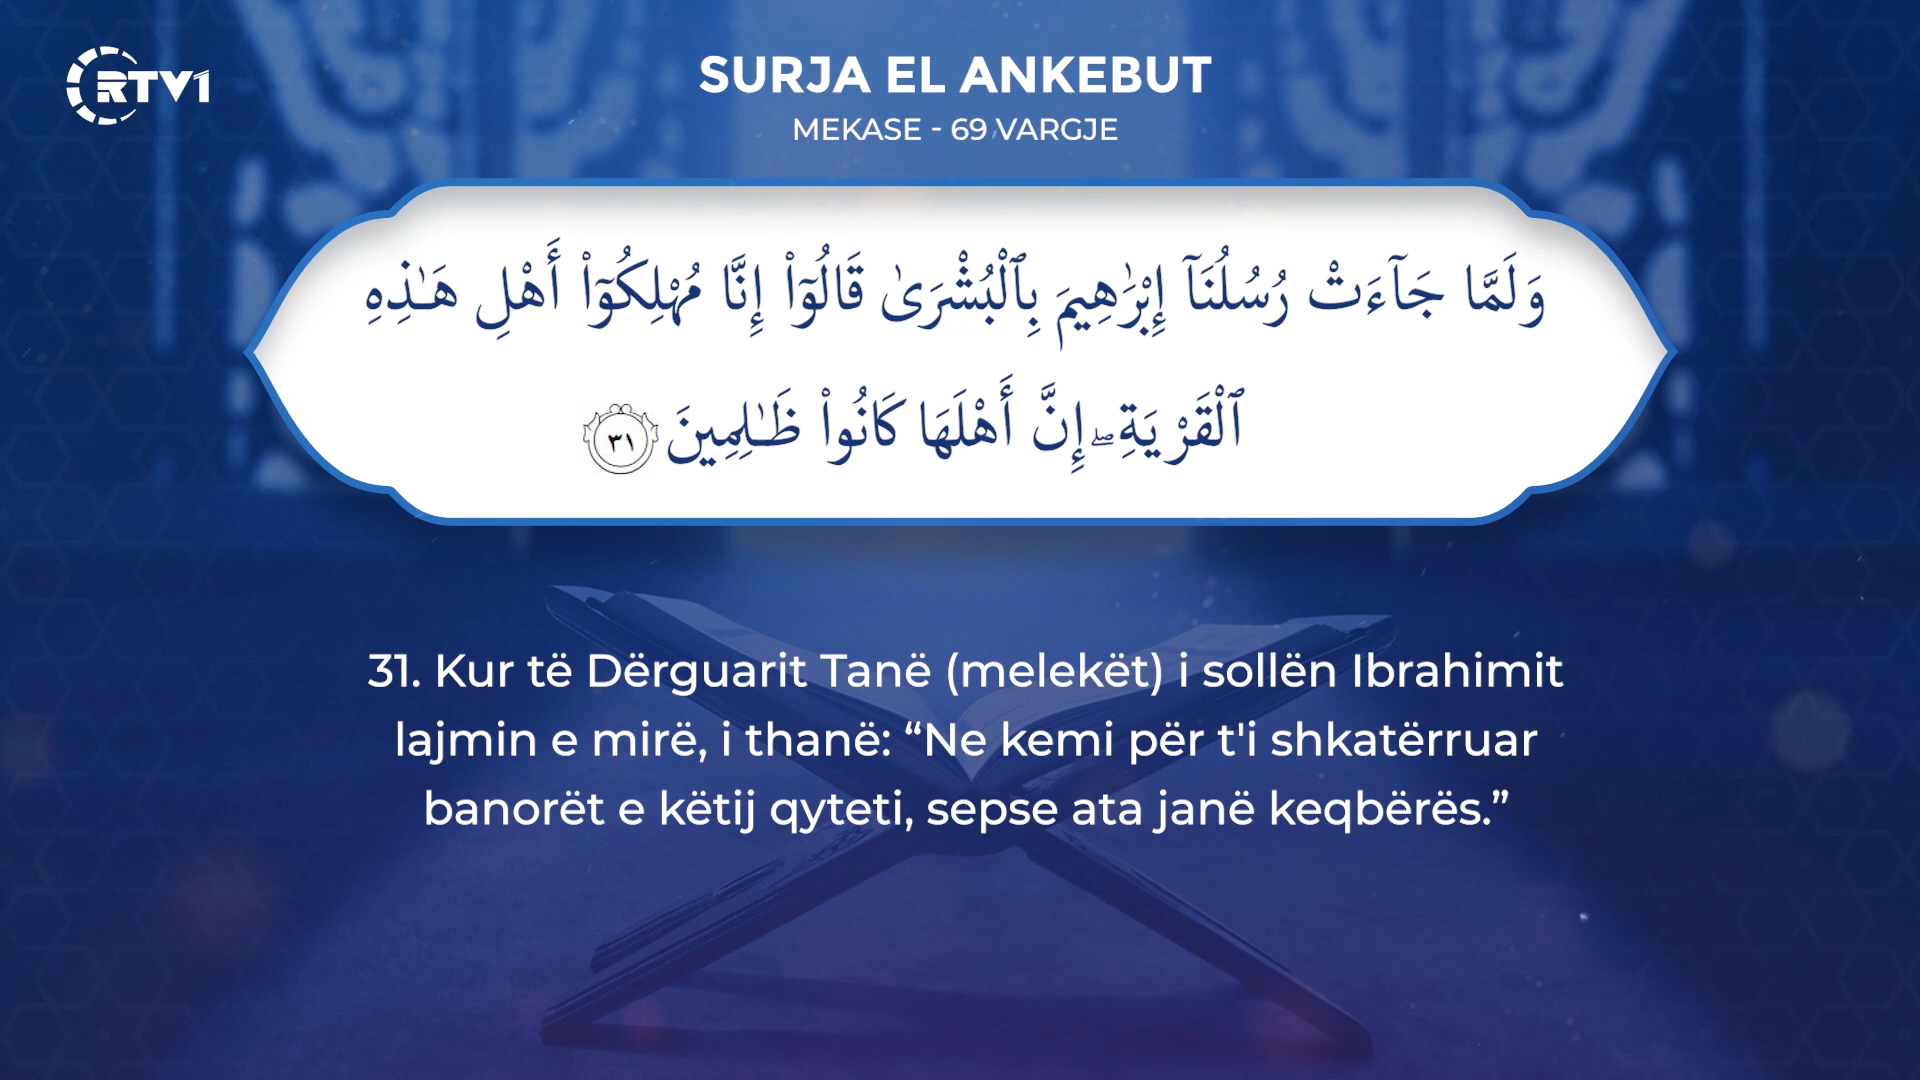 RTV1
SURJA EL ANKEBUT
MEKASE - 69 VARGJE
وَلَمَّا جَآءَتْ رُسُلُنَآ إِبْرَٰهِيمَ بِٱلْبُشْرَىٰ قَالُوٓا۟ إِنَّا مُهْلِكُوٓا۟ أَهْلِ هَـٰذِهِ
ٱلْقَرْيَةِ ۖ إِنَّ أَهْلَهَا كَانُوا۟ ظَـٰلِمِينَ ٣١
31. Kur të Dërguarit Tanë (melekët) i sollën Ibrahimit
lajmin e mirë, i thanë: “Ne kemi për t'i shkatërruar
banorët e këtij qyteti, sepse ata janë keqbërës.”